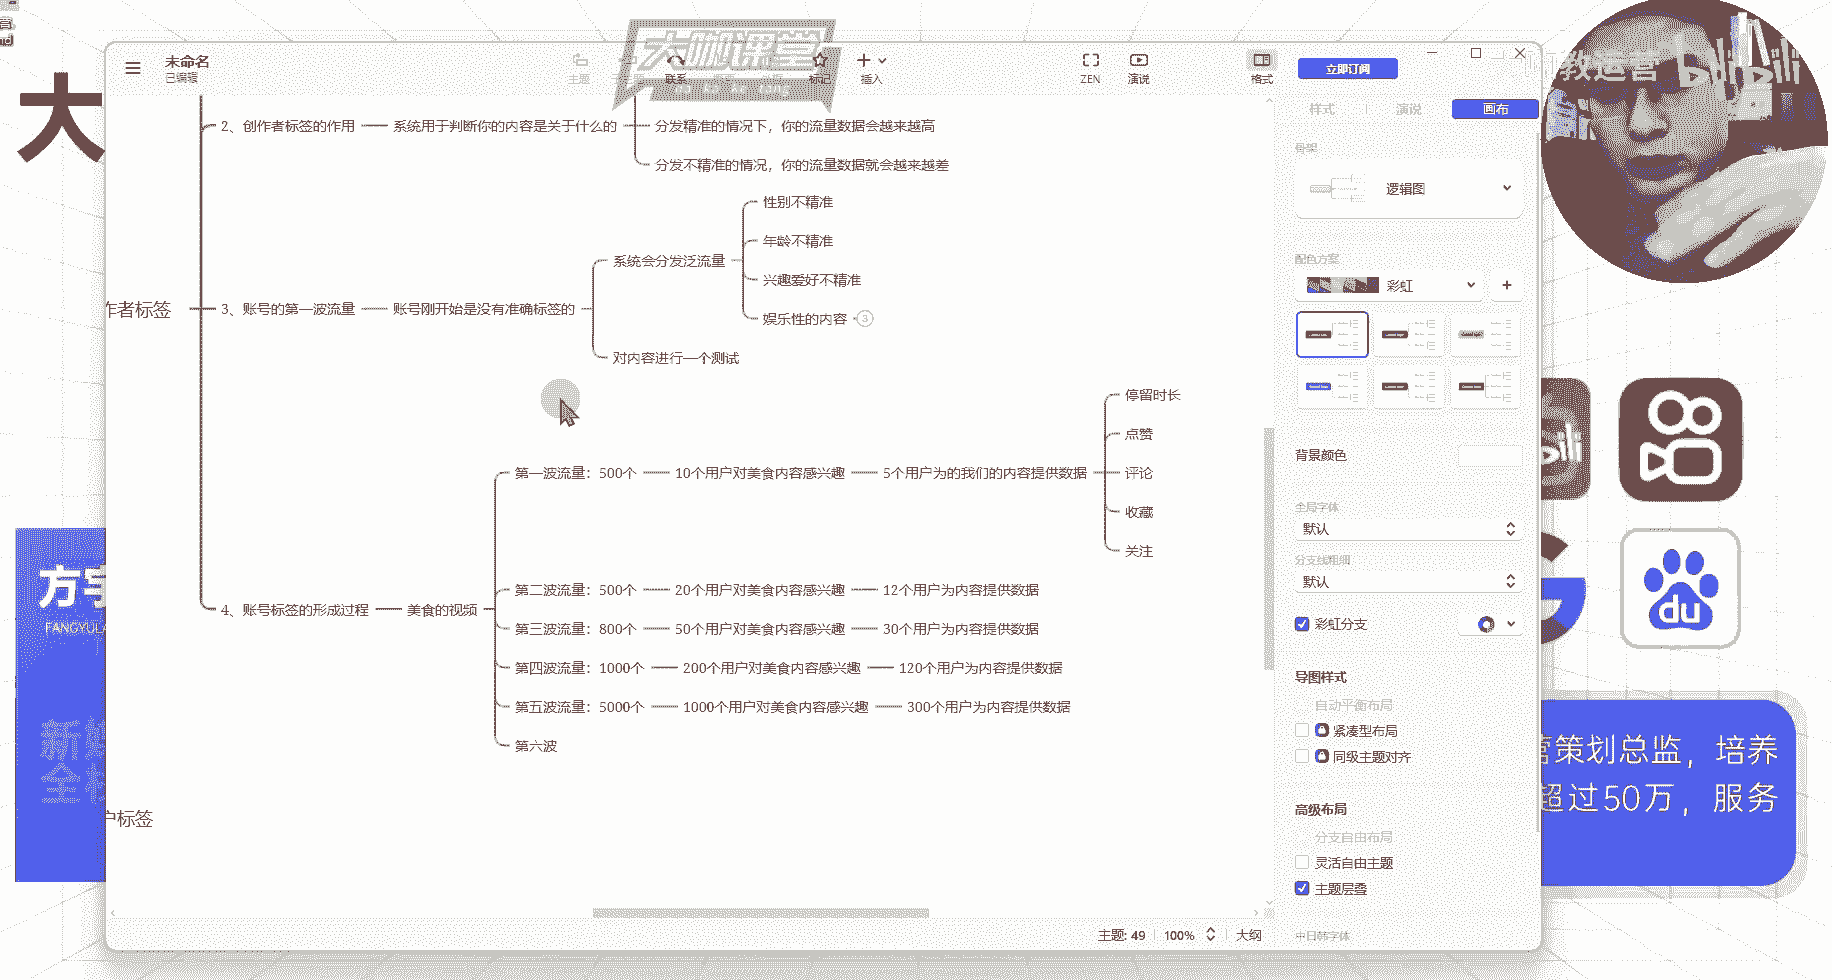 未命名
已编辑
主题
联系
标记
插入
ZEN
演说
格式
立即订阅
大咖课堂
da ka ke tang
教运营
bilibili
大
样式
演说
画布
2、创作者标签的作用
系统用于判断你的内容是关于什么的
分发精准的情况下，你的流量数据会越来越高
分发不精准的情况，你的流量数据就会越来越差
作者标签
3、账号的第一波流量
账号刚开始是没有准确标签的
系统会分发泛流量
性别不精准
年龄不精准
兴趣爱好不精准
娱乐性的内容
3
对内容进行一个测试
4、账号标签的形成过程
美食的视频
第一波流量：500个
10个用户对美食内容感兴趣
5个用户为的我们的内容提供数据
停留时长
点赞
评论
收藏
关注
第二波流量：500个
20个用户对美食内容感兴趣
12个用户为内容提供数据
第三波流量：800个
50个用户对美食内容感兴趣
30个用户为内容提供数据
第四波流量：1000个
200个用户对美食内容感兴趣
120个用户为内容提供数据
第五波流量：5000个
1000个用户对美食内容感兴趣
300个用户为内容提供数据
第六波
户标签
骨架
逻辑图
配色方案
彩虹
背景颜色
全局字体
默认
分支线粗细
默认
彩虹分支
导图样式
自动平衡布局
紧凑型布局
同级主题对齐
高级布局
分支自由布局
灵活自由主题
主题层叠
中日韩字体
主题: 49
100%
大纲
方宇
FANGYULA
新媒
全栈
du
营策划总监，培养
超过50万，服务